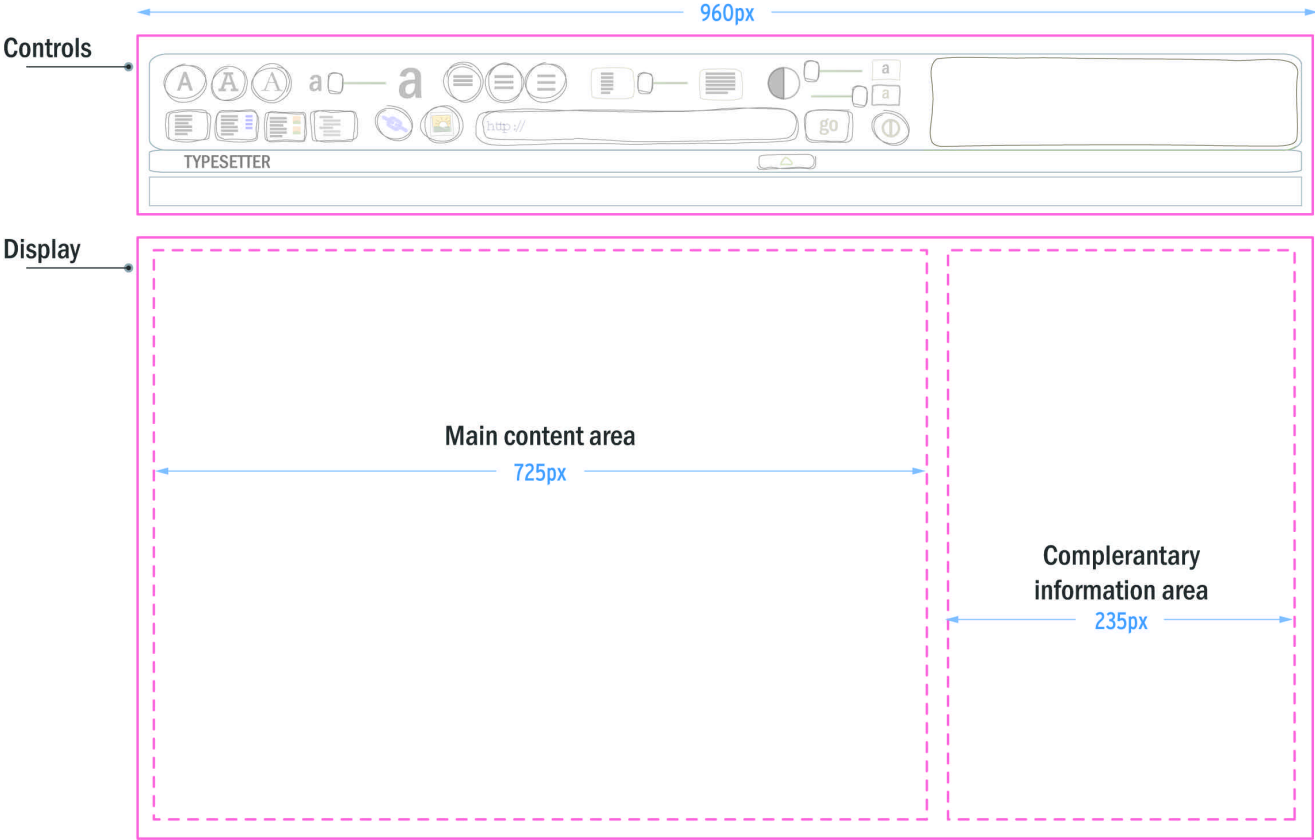 960px
Controls
A A A a a a
http://
go
a
TYPESETTER
Display
Main content area
725px
Complerantary
information area
235px